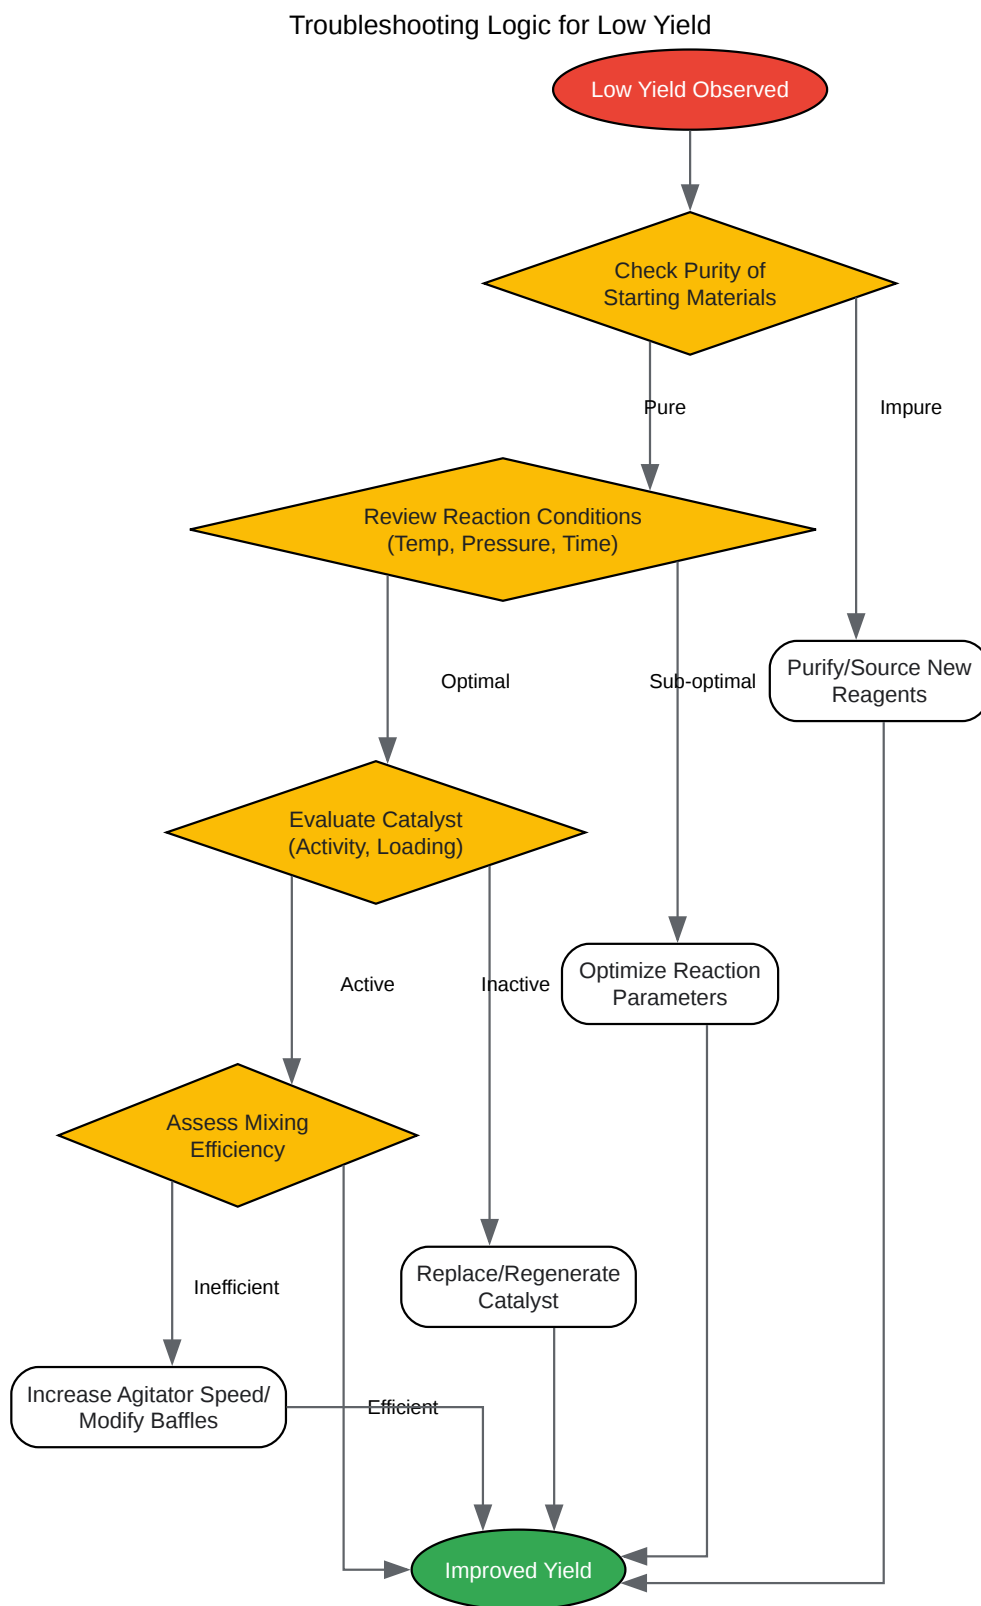 Troubleshooting Logic for Low Yield
Low Yield Observed
Check Purity of
Starting Materials
Pure
Impure
Review Reaction Conditions
(Temp, Pressure, Time)
Optimal
Sub-optimal
Purify/Source New
Reagents
Evaluate Catalyst
(Activity, Loading)
Active
Inactive
Optimize Reaction
Parameters
Assess Mixing
Efficiency
Inefficient
Replace/Regenerate
Catalyst
Increase Agitator Speed/
Modify Baffles
Efficient
Improved Yield